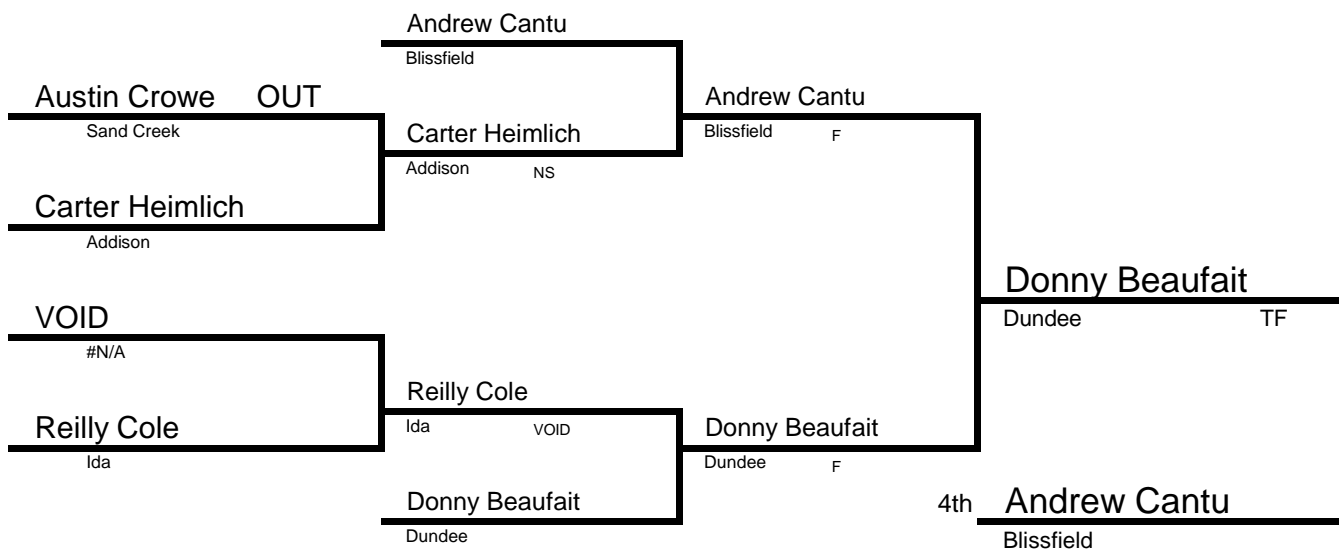 Andrew Cantu
Blissfield
Austin Crowe OUT
Sand Creek
Andrew Cantu
Blissfield F
Carter Heimlich
Addison NS
Carter Heimlich
Addison
Donny Beaufait
Dundee TF
VOID
#N/A
Reilly Cole
Ida VOID
Reilly Cole
Ida
Donny Beaufait
Dundee F
Donny Beaufait
Dundee
4th Andrew Cantu
Blissfield